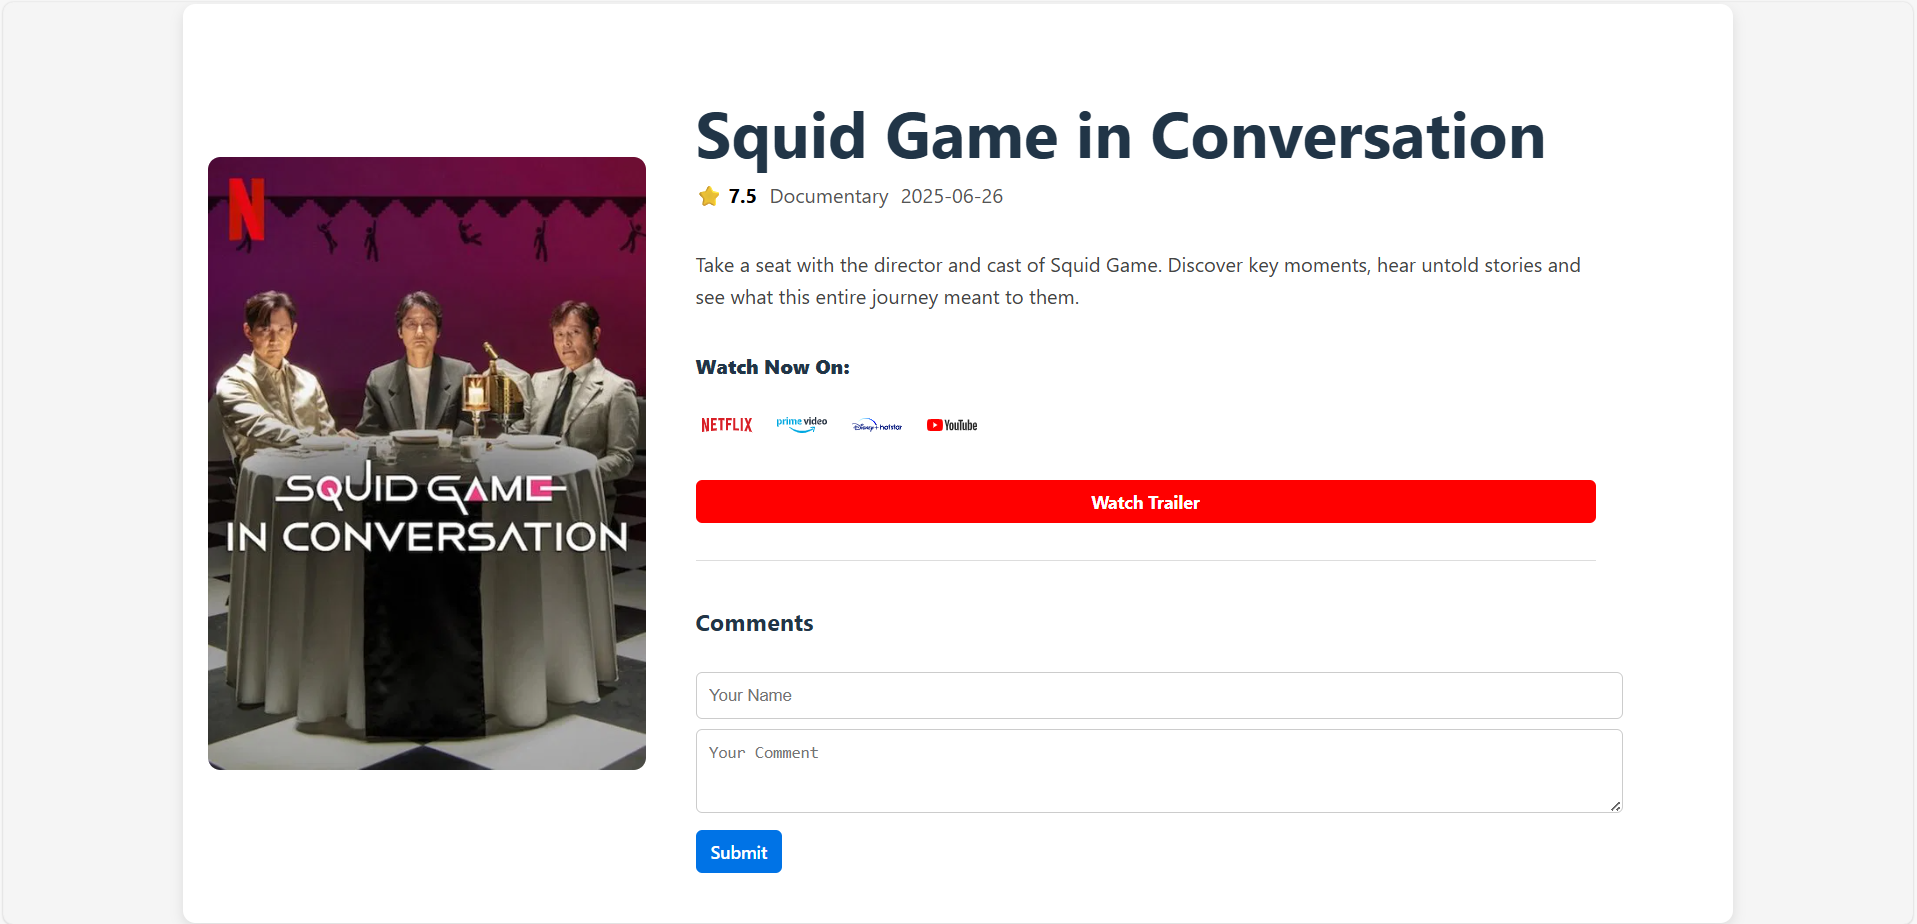 Squid Game in Conversation
7.5 Documentary 2025-06-26
Take a seat with the director and cast of Squid Game. Discover key moments, hear untold stories and
see what this entire journey meant to them.
Watch Now On:
NETFLIX prime video Disney+ hotstar YouTube
Watch Trailer
Comments
Your Name
Your Comment
Submit
N
SQUID GAME
IN CONVERSATION